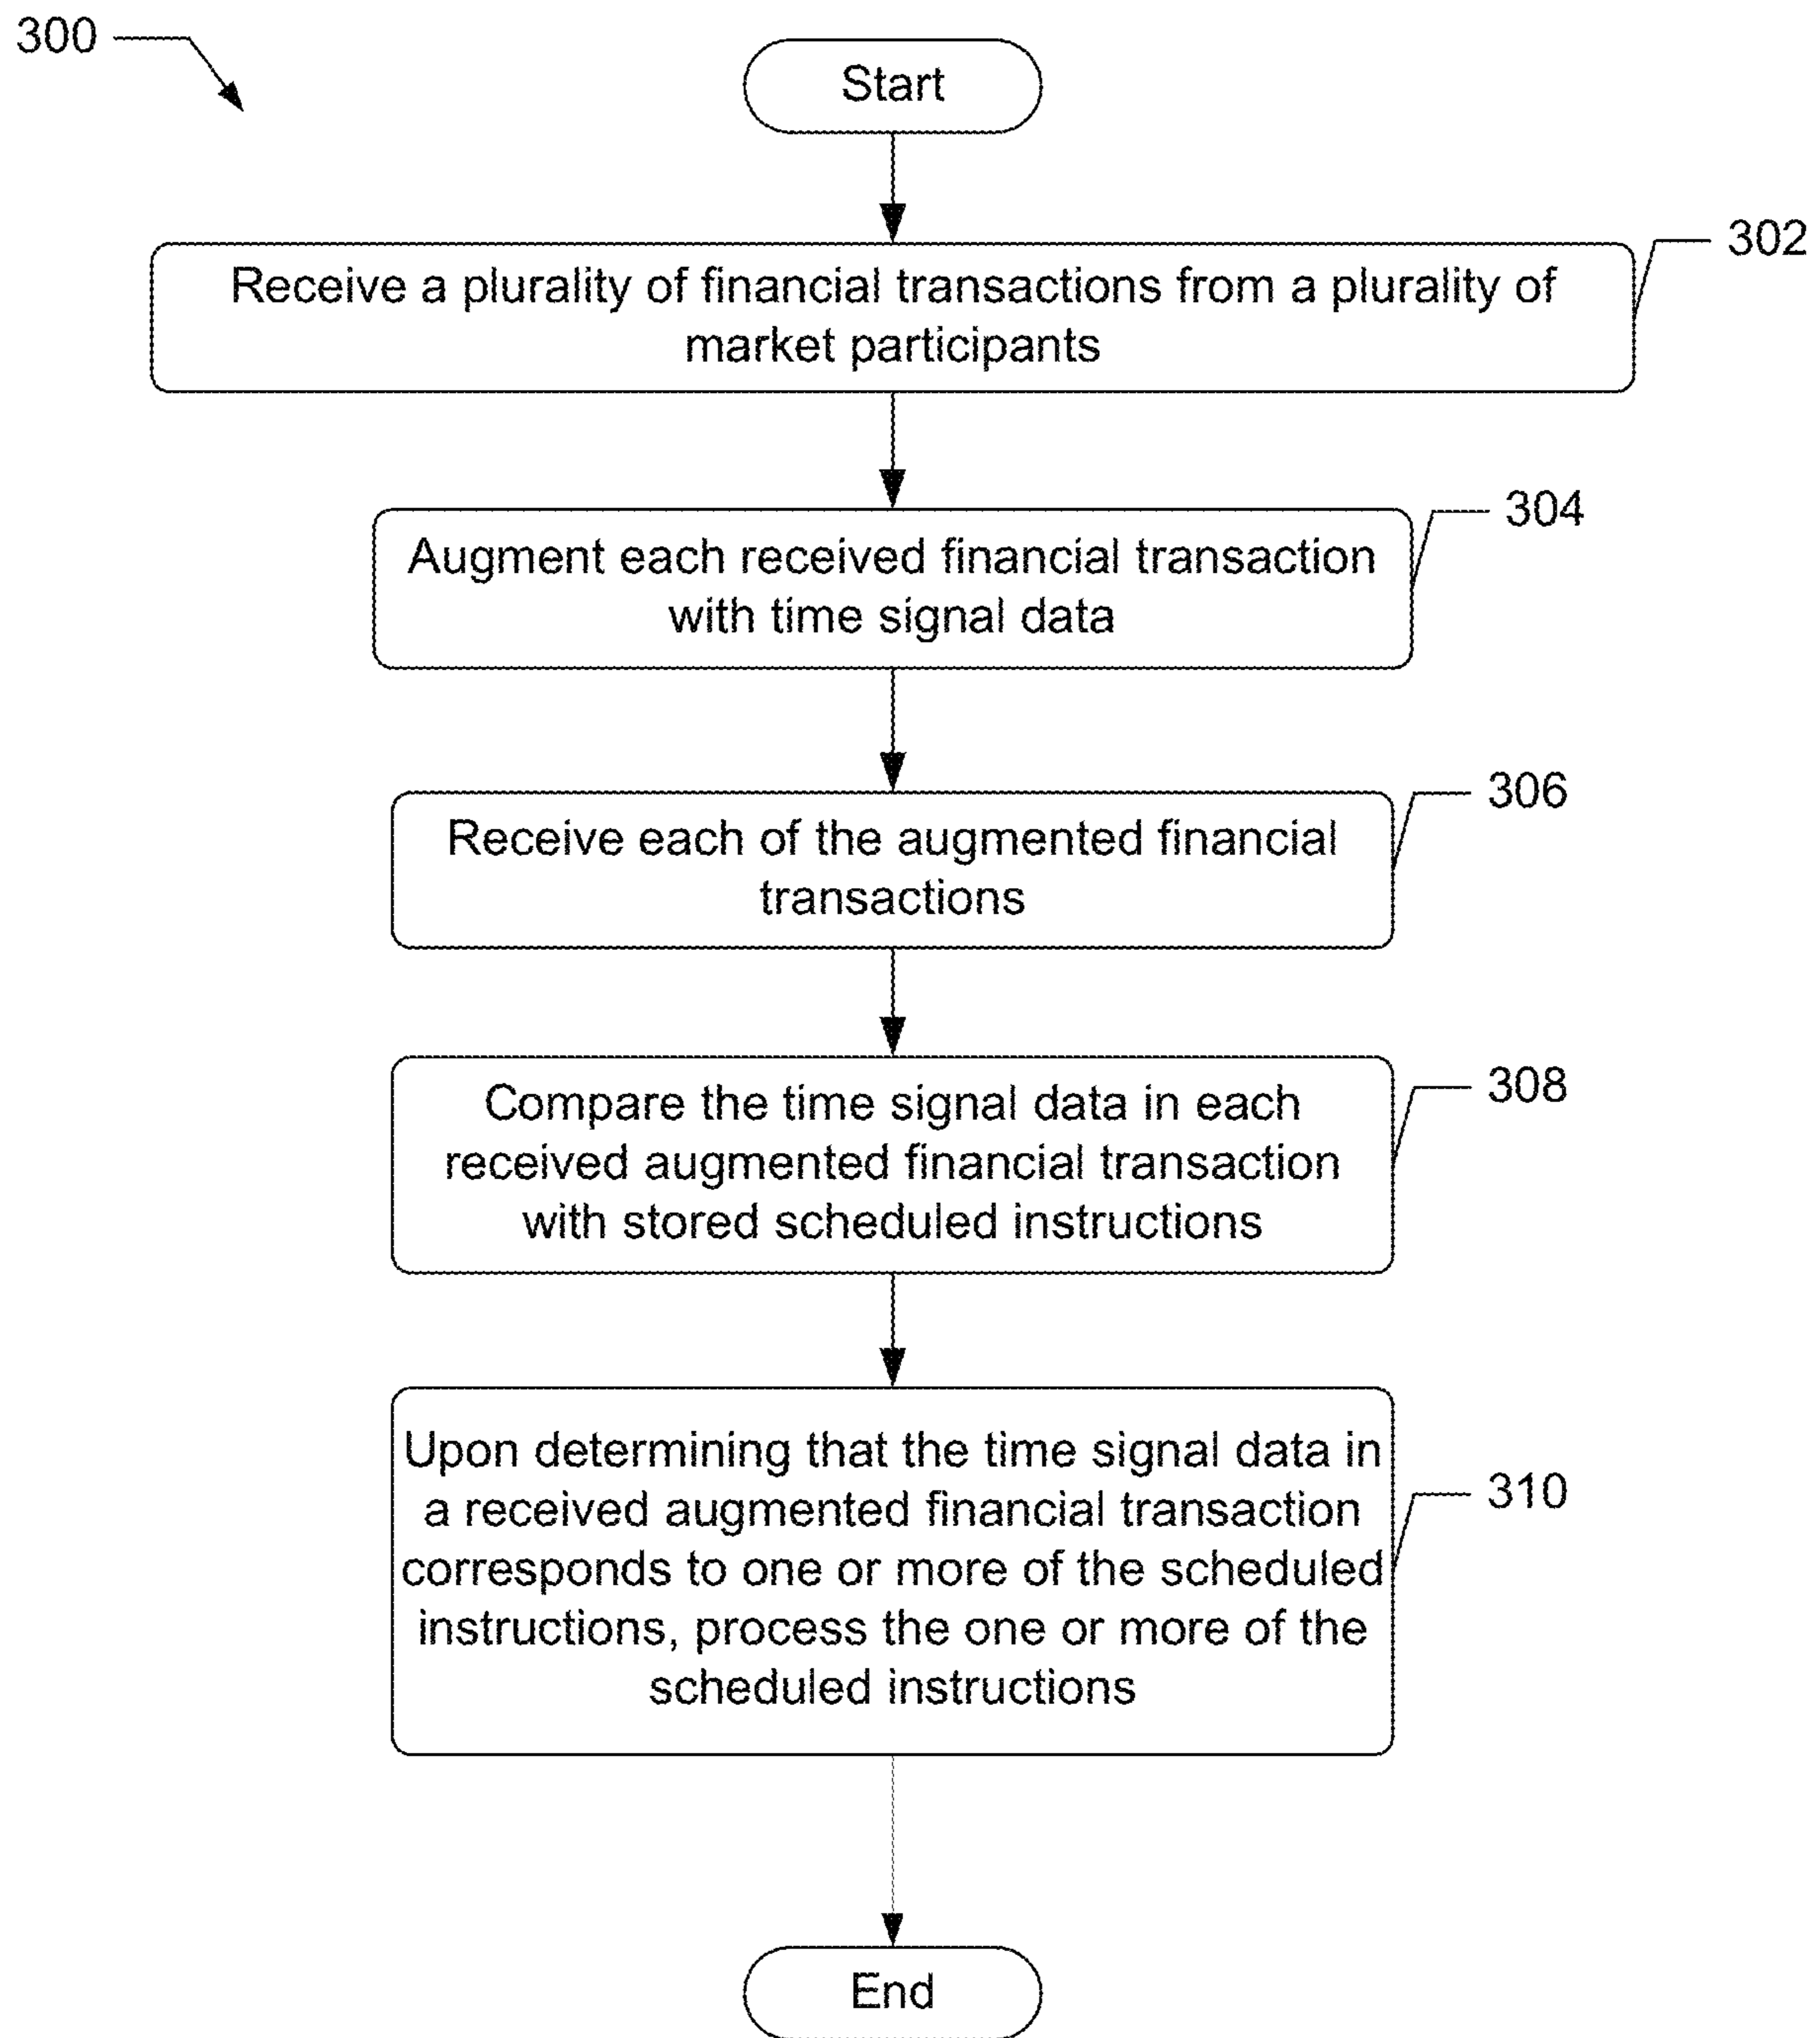 300
Start
302
Receive a plurality of financial transactions from a plurality of
market participants
304
Augment each received financial transaction
with time signal data
306
Receive each of the augmented financial
transactions
308
Compare the time signal data in each
received augmented financial transaction
with stored scheduled instructions
310
Upon determining that the time signal data in
a received augmented financial transaction
corresponds to one or more of the scheduled
instructions, process the one or more of the
scheduled instructions
End